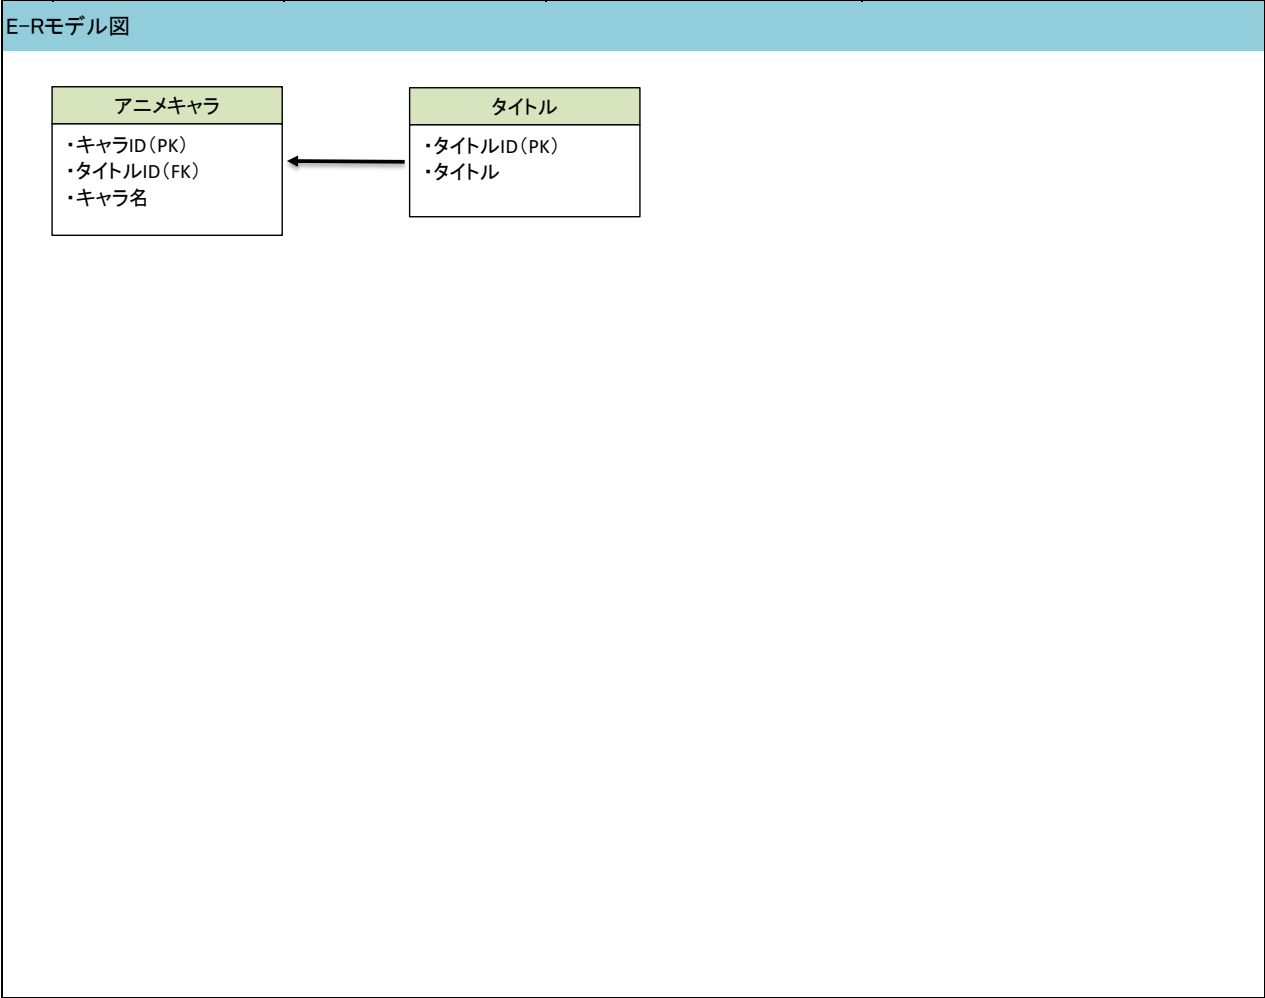 E-Rモデル図
アニメキャラ
・キャラID(PK)
・タイトルID(FK)
・キャラ名
タイトル
・タイトルID(PK)
・タイトル